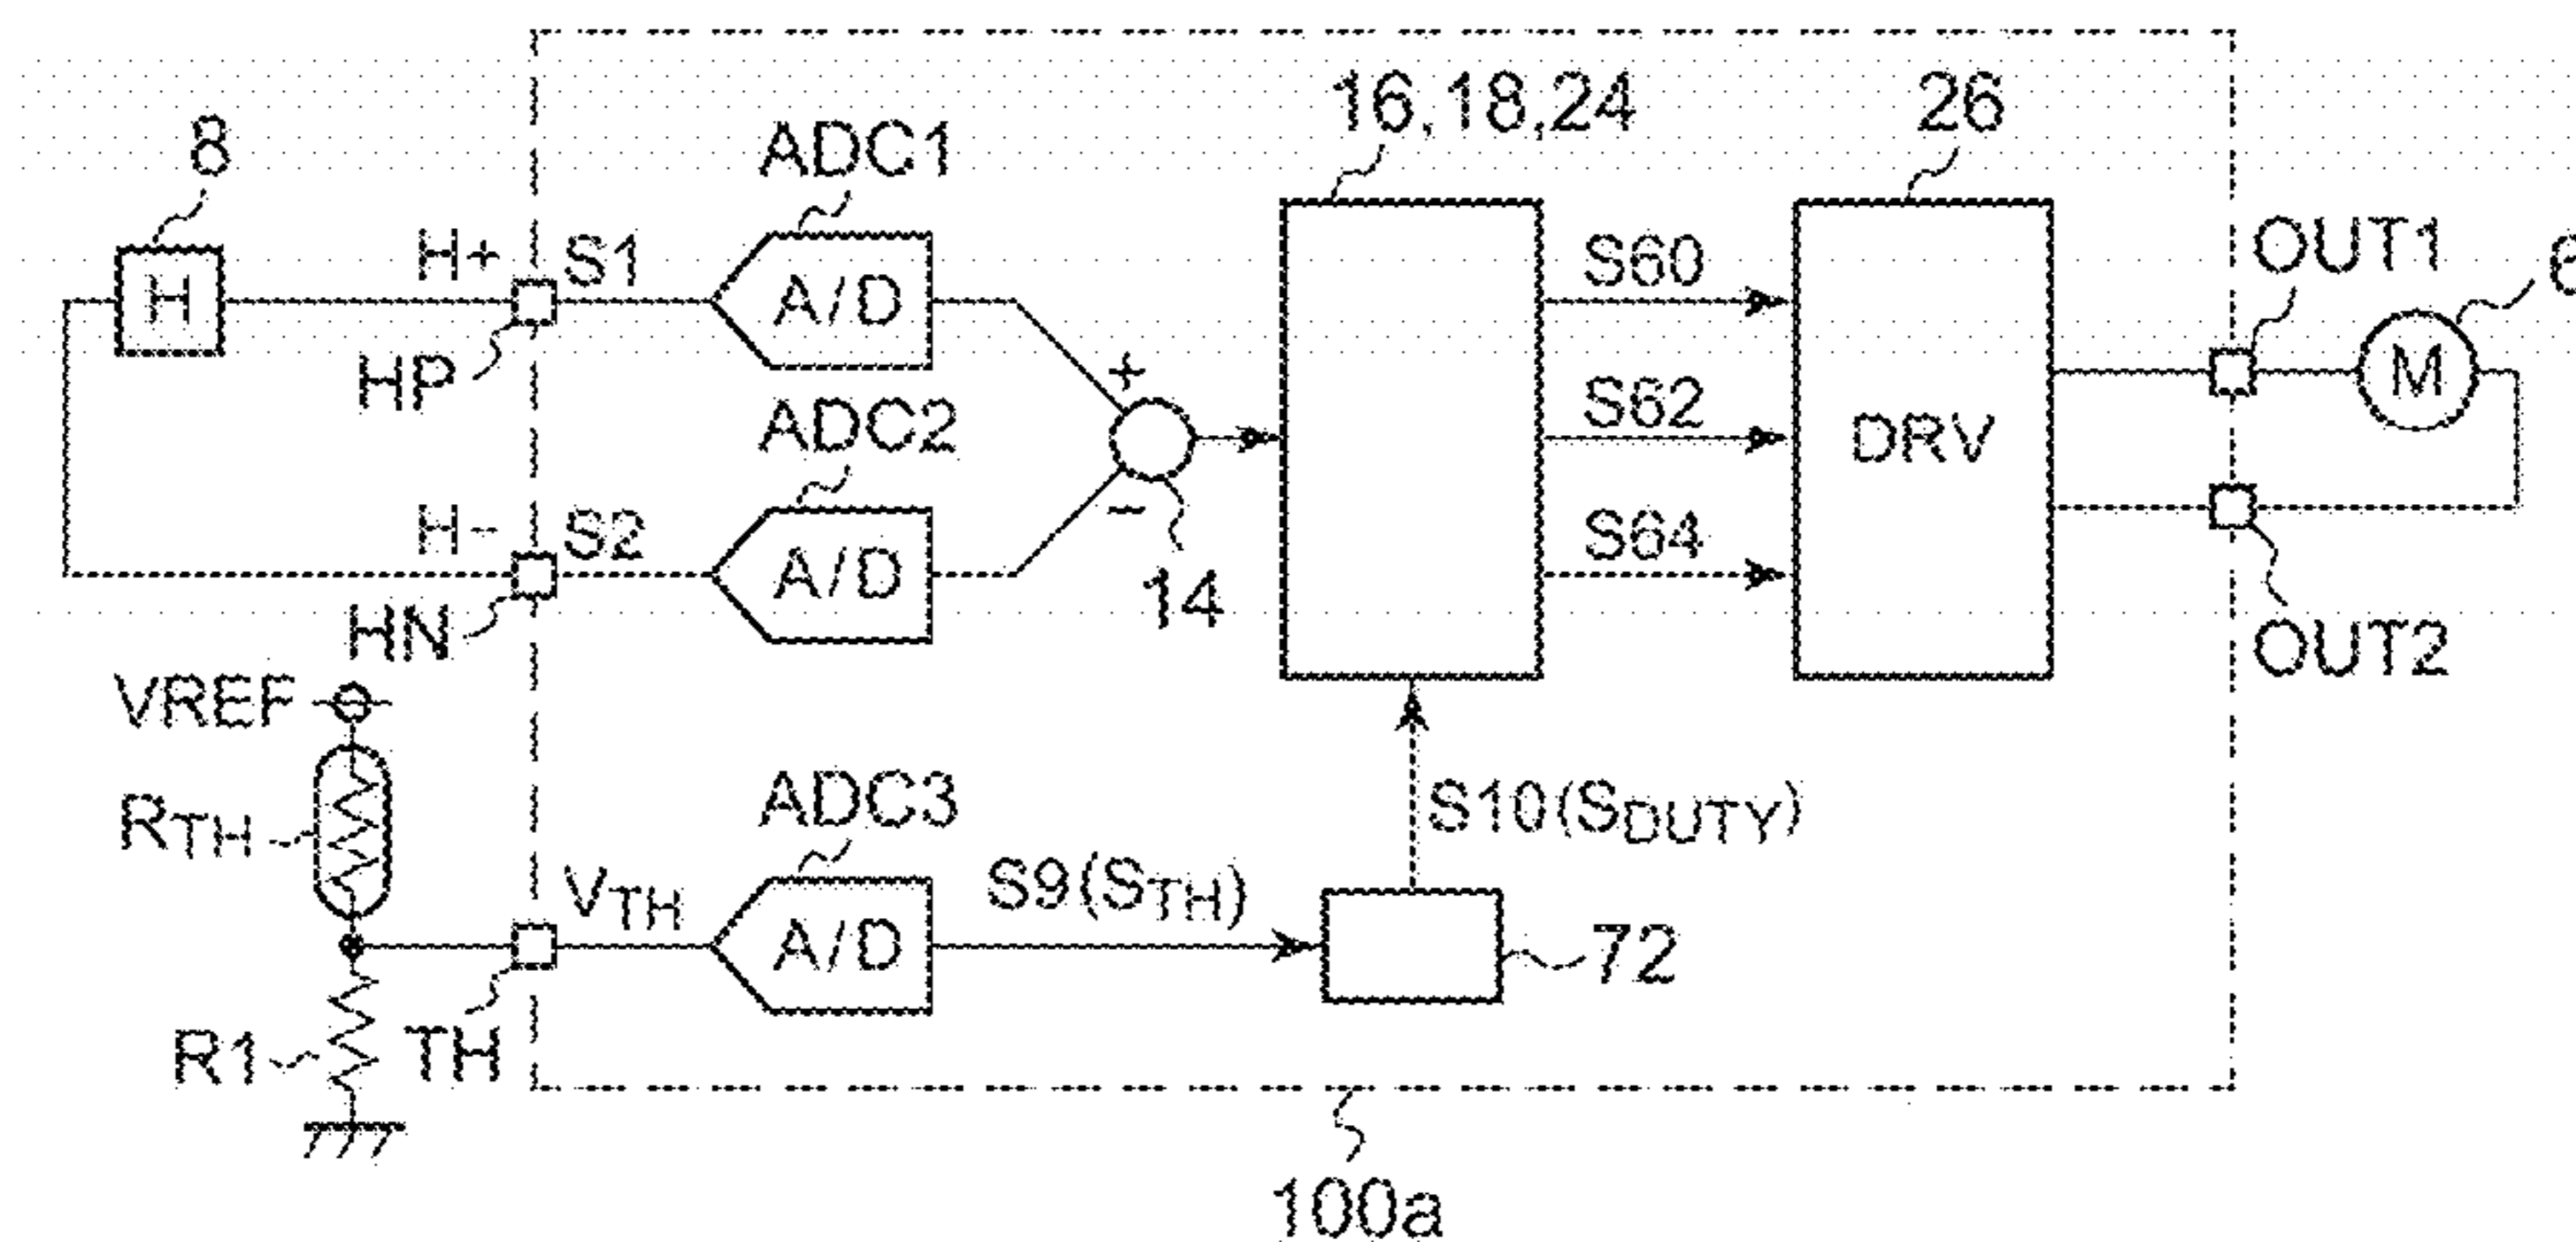 16,18,24
26
8
ADC1
OUT1
6
H+
S1
S60
H
A/D
HP
+
M
ADC2
S62
DRV
H-
S2
S64
A/D
−
14
HN
OUT2
VREF
RTH
ADC3
S10(SDUTY)
VTH
S9(STH)
A/D
72
R1
TH
100a